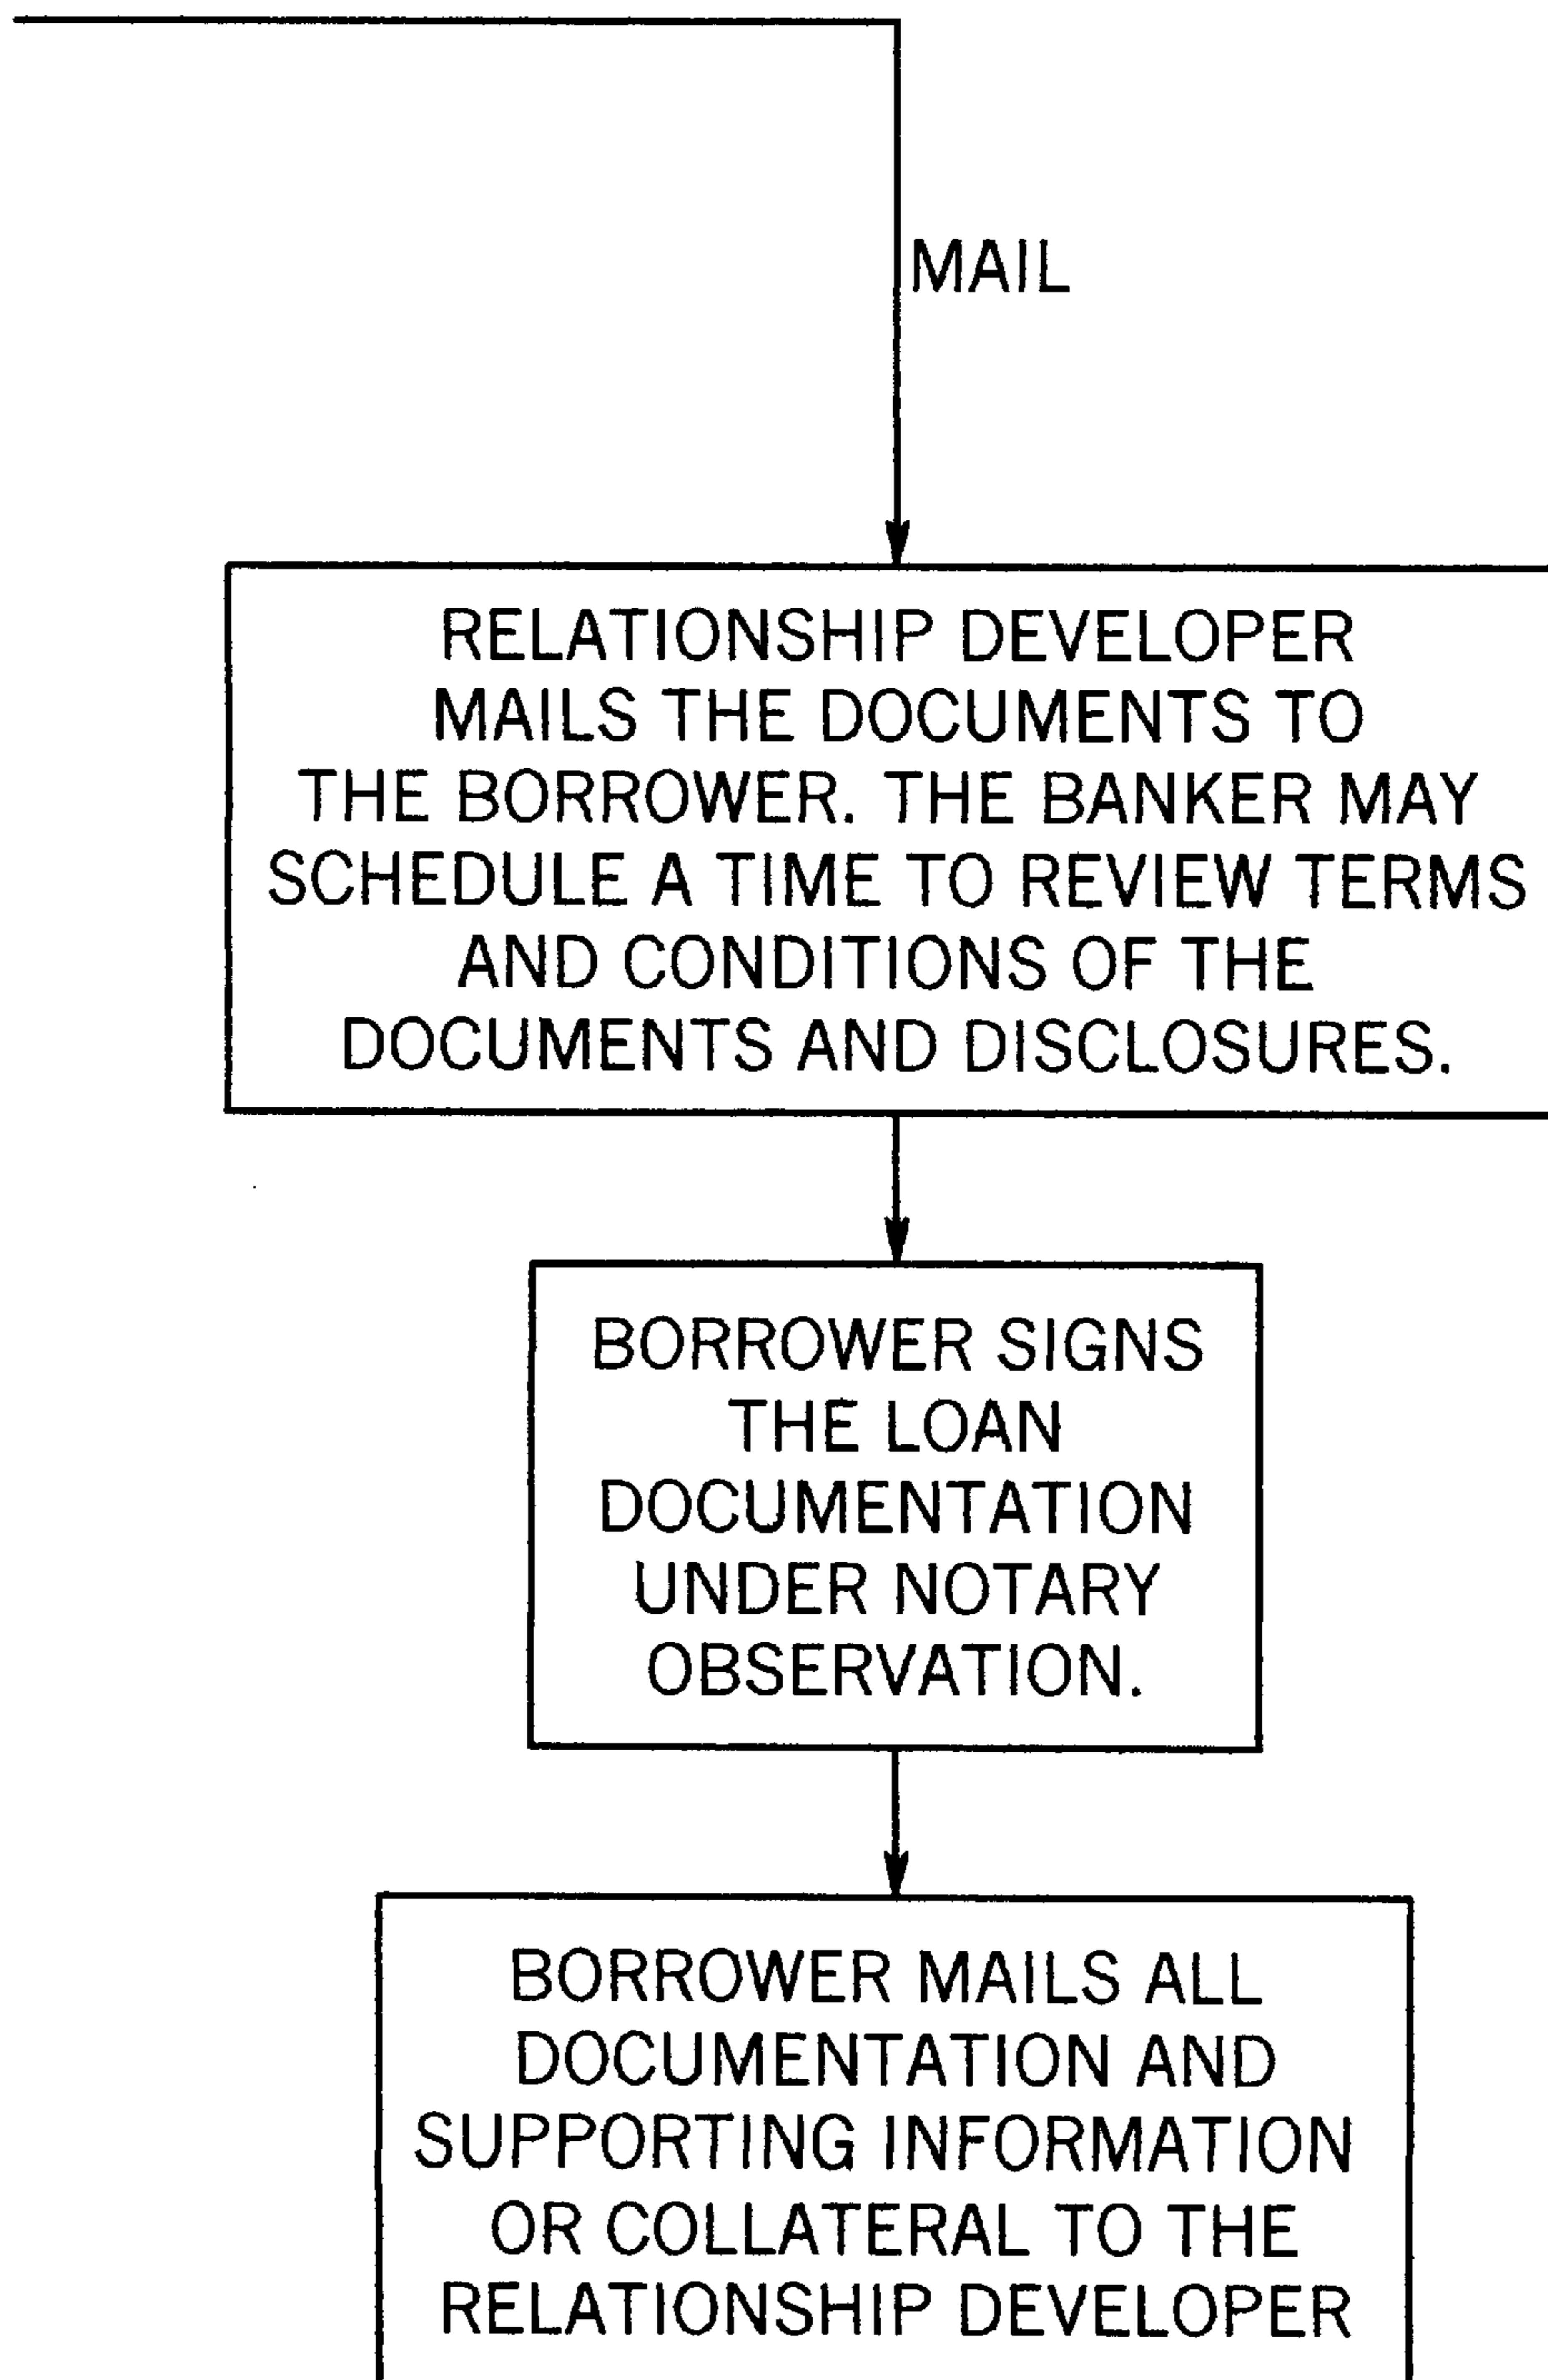 MAIL
RELATIONSHIP DEVELOPER
MAILS THE DOCUMENTS TO
THE BORROWER. THE BANKER MAY
SCHEDULE A TIME TO REVIEW TERMS
AND CONDITIONS OF THE
DOCUMENTS AND DISCLOSURES.
BORROWER SIGNS
THE LOAN
DOCUMENTATION
UNDER NOTARY
OBSERVATION.
BORROWER MAILS ALL
DOCUMENTATION AND
SUPPORTING INFORMATION
OR COLLATERAL TO THE
RELATIONSHIP DEVELOPER